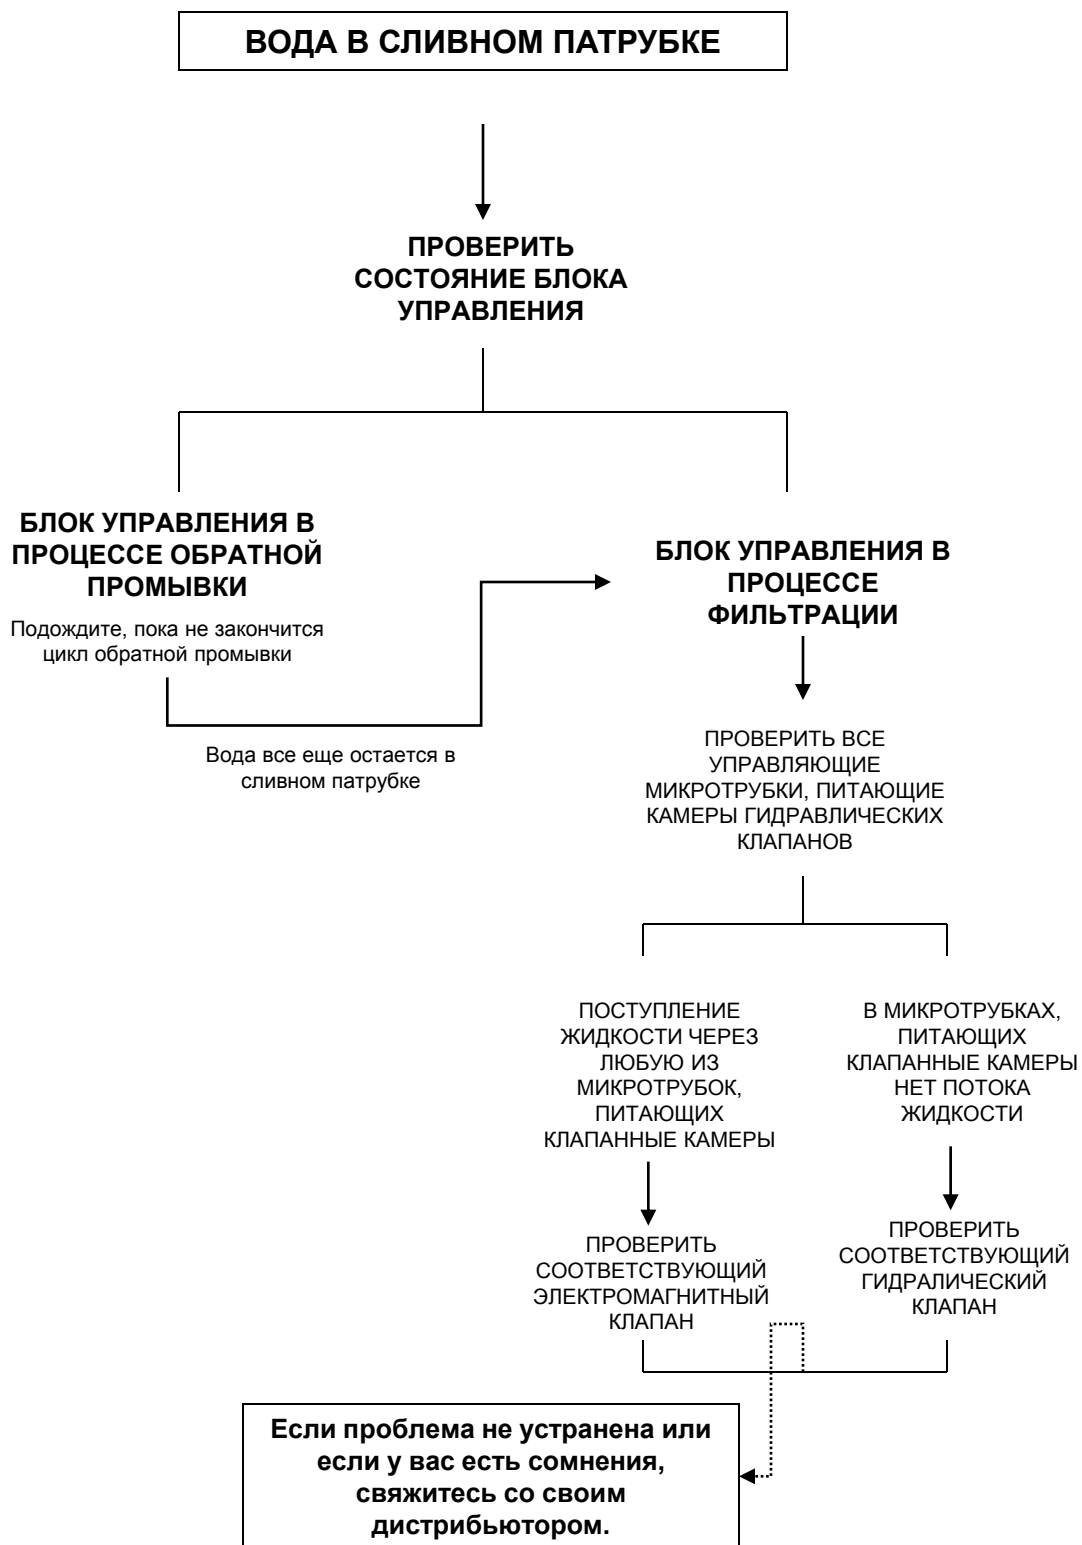 ВОДА В СЛИВНОМ ПАТРУБКЕ
ПРОВЕРИТЬ
СОСТОЯНИЕ БЛОКА
УПРАВЛЕНИЯ
БЛОК УПРАВЛЕНИЯ В
ПРОЦЕССЕ ОБРАТНОЙ
ПРОМЫВКИ
Подождите, пока не закончится
цикл обратной промывки
Вода все еще остается в
сливном патрубке
БЛОК УПРАВЛЕНИЯ В
ПРОЦЕССЕ
ФИЛЬТРАЦИИ
ПРОВЕРИТЬ ВСЕ
УПРАВЛЯЮЩИЕ
МИКРОТРУБКИ, ПИТАЮЩИЕ
КАМЕРЫ ГИДРАВЛИЧЕСКИХ
КЛАПАНОВ
ПОСТУПЛЕНИЕ
ЖИДКОСТИ ЧЕРЕЗ
ЛЮБУЮ ИЗ
МИКРОТРУБОК,
ПИТАЮЩИХ
КЛАПАННЫЕ КАМЕРЫ
В МИКРОТРУБКАХ,
ПИТАЮЩИХ
КЛАПАННЫЕ КАМЕРЫ
НЕТ ПОТОКА
ЖИДКОСТИ
ПРОВЕРИТЬ
СООТВЕТСТВУЮЩИЙ
ЭЛЕКТРОМАГНИТНЫЙ
КЛАПАН
ПРОВЕРИТЬ
СООТВЕТСТВУЮЩИЙ
ГИДРАЛИЧЕСКИЙ
КЛАПАН
Если проблема не устранена или
если у вас есть сомнения,
свяжитесь со своим
дистрибьютором.